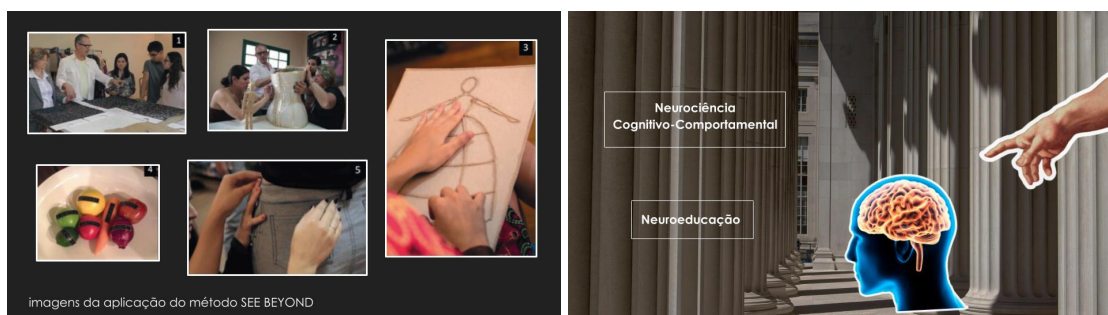 1
2
3
4
5
imagens da aplicação do método SEE BEYOND
Neurociência
Cognitivo-Comportamental
Neuroeducação